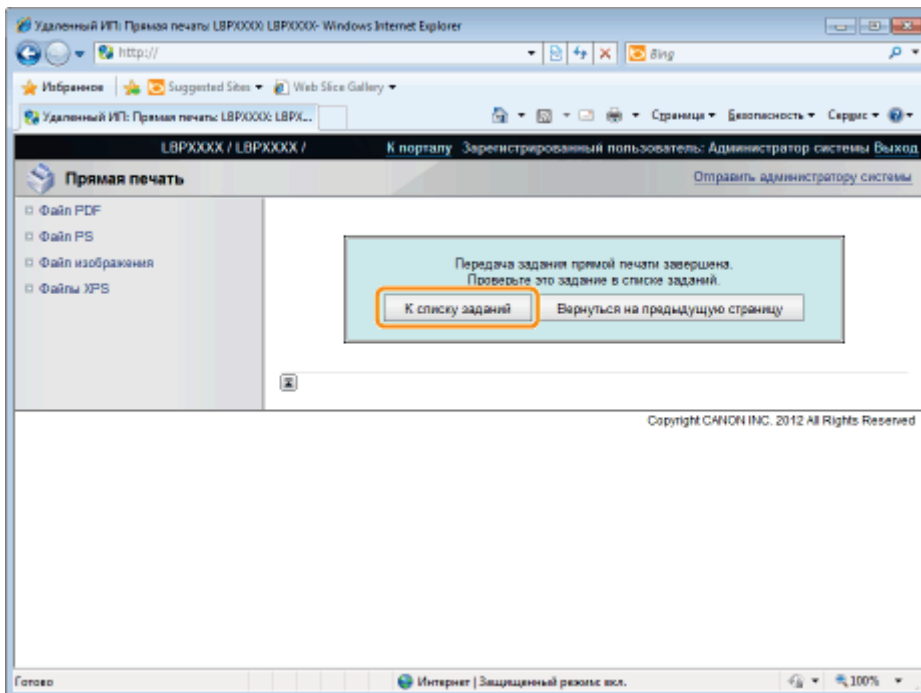 Удаленный ИП: Прямая печать: LBPXXXX: LBPXXXX- Windows Internet Explorer
http://
Bing
Избранное Suggested Sites Web Slice Gallery
Удаленный ИП: Прямая печать: LBPXXXX: LBPX... Страница Безопасность Сервис
LBPXXXX / LBPXXXX / К порталу Зарегистрированный пользователь: Администратор системы Выход
Прямая печать Отправить администратору системы
Файл PDF
Файл PS
Файл изображения
Файлы XPS
Передача задания прямой печати завершена.
Проверьте это задание в списке заданий.
К списку заданий Вернуться на предыдущую страницу
Copyright CANON INC. 2012 All Rights Reserved
Готово Интернет | Защищенный режим: вкл. 100%